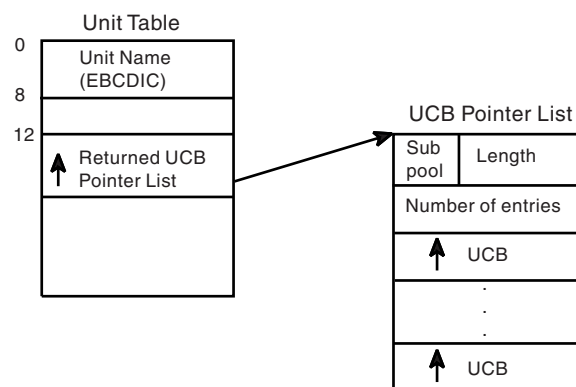 Unit Table
0
Unit Name
(EBCDIC)
8
12
Returned UCB
Pointer List
UCB Pointer List
Sub
pool
Length
Number of entries
UCB
.
.
.
UCB